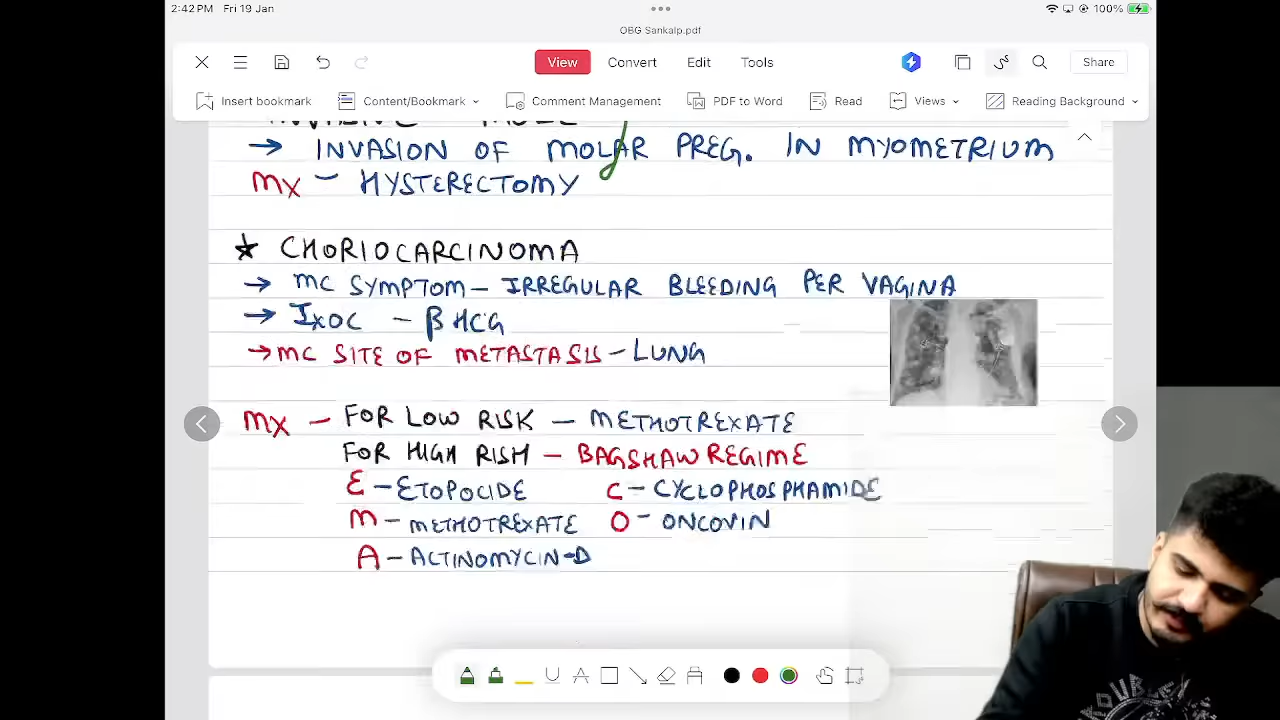 2:42 PM Fri 19 Jan
100%
OBG Sankalp.pdf
View Convert Edit Tools Share
Insert bookmark Content/Bookmark Comment Management PDF to Word Read Views Reading Background
INVASIVE MOLE
→ INVASION OF MOLAR PREG. IN MYOMETRIUM
MX – HYSTERECTOMY
★ CHORIOCARCINOMA
→ MC SYMPTOM – IRREGULAR BLEEDING PER VAGINA
→ IXOC – βHCG
→ MC SITE OF METASTASIS – LUNG
MX – FOR LOW RISK – METHOTREXATE
FOR HIGH RISH – BAGSHAW REGIME
E – ETOPOCIDE C – CYCLOPHOSPHAMIDE
M – METHOTREXATE O – ONCOVIN
A – ACTINOMYCIN-D